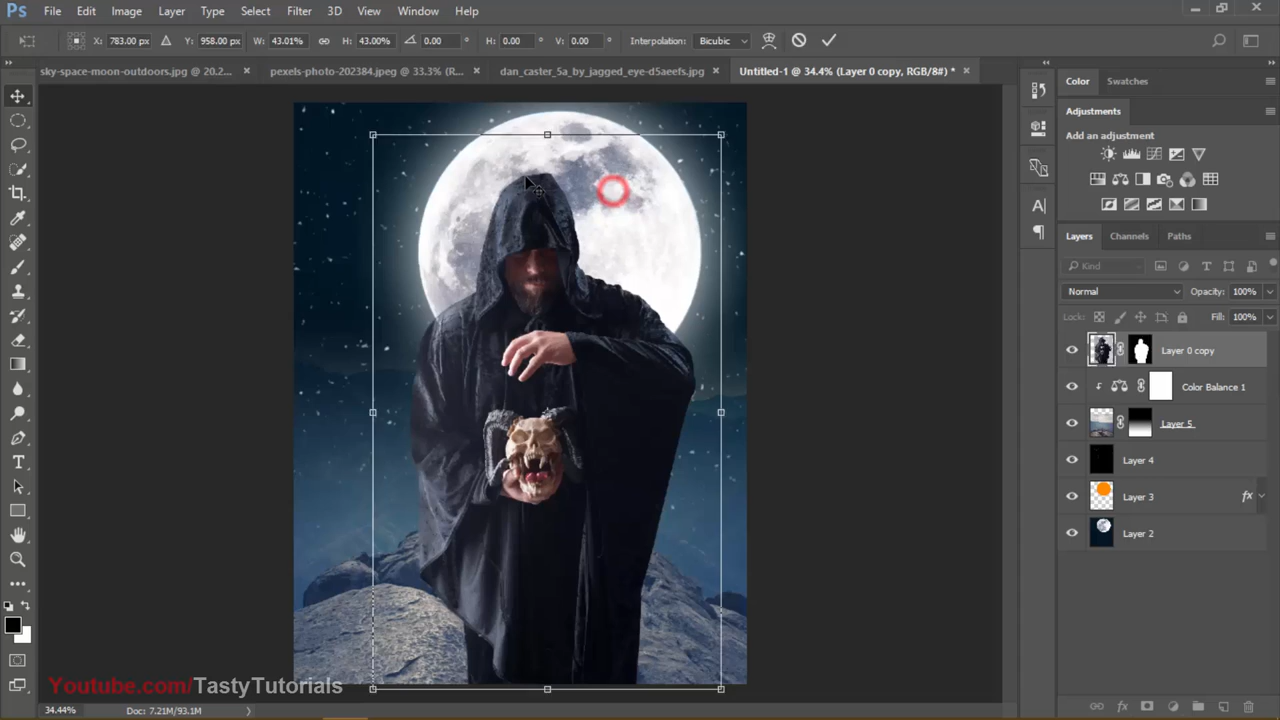 Ps File Edit Image Layer Type Select Filter 3D View Window Help
X: 783.00 px Y: 958.00 px W: 43.01% H: 43.00% 0.00 ° H: 0.00 ° V: 0.00 ° Interpolation: Bicubic
sky-space-moon-outdoors.jpg @ 20.2... × pexels-photo-202384.jpeg @ 33.3% (R... × dan_caster_5a_by_jagged_eye-d5aeefs.jpg × Untitled-1 @ 34.4% (Layer 0 copy, RGB/8#) * ×
Color Swatches
Adjustments
Add an adjustment
Layers Channels Paths
Kind
Normal Opacity: 100%
Lock: Fill: 100%
Layer 0 copy
Color Balance 1
Layer 5
Layer 4
Layer 3 fx
Layer 2
Youtube.com/TastyTutorials
34.44% Doc: 7.21M/93.1M